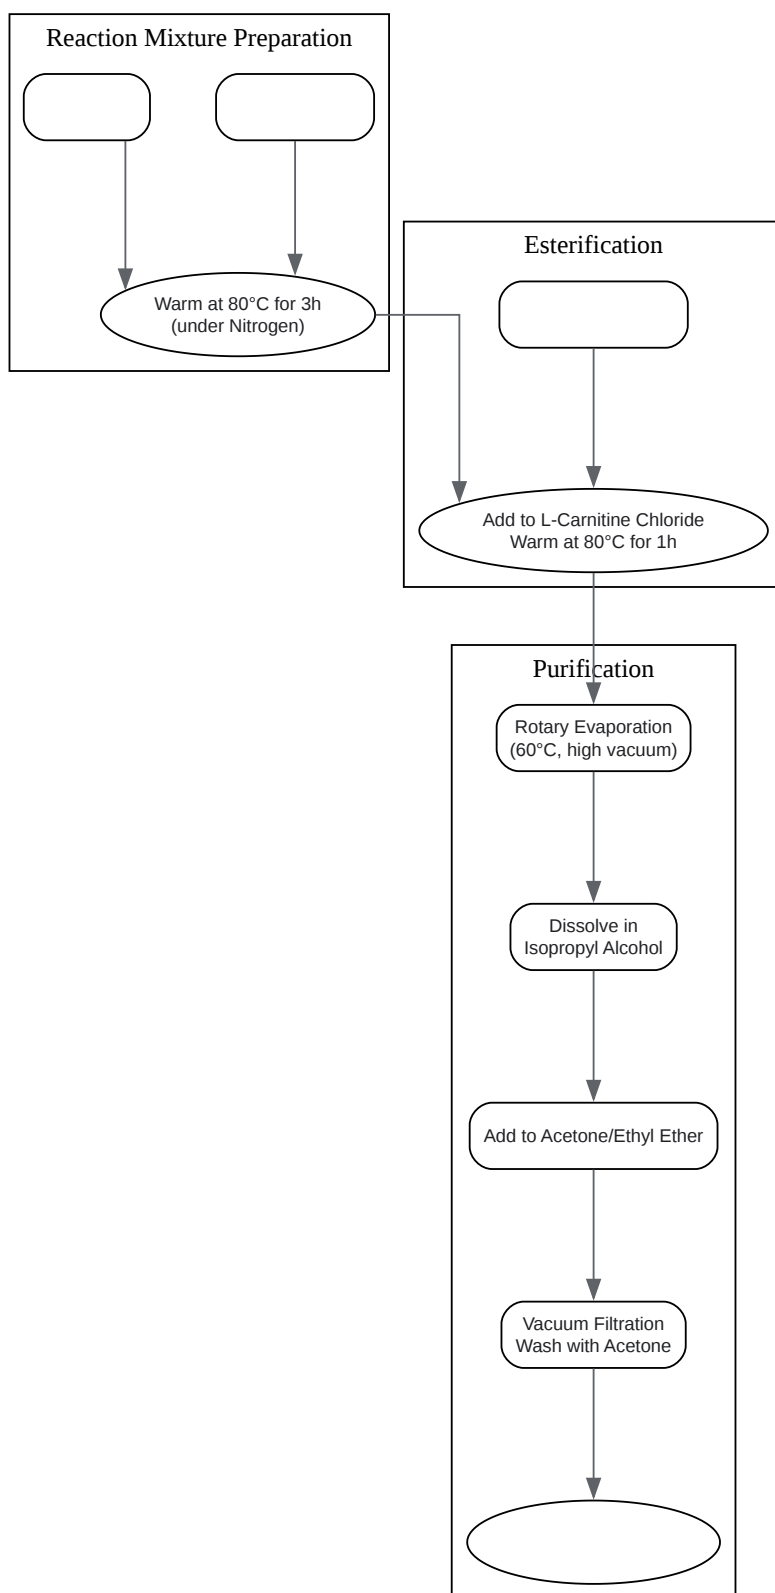 Reaction Mixture Preparation
Warm at 80°C for 3h
(under Nitrogen)
Esterification
Add to L-Carnitine Chloride
Warm at 80°C for 1h
Purification
Rotary Evaporation
(60°C, high vacuum)
Dissolve in
Isopropyl Alcohol
Add to Acetone/Ethyl Ether
Vacuum Filtration
Wash with Acetone